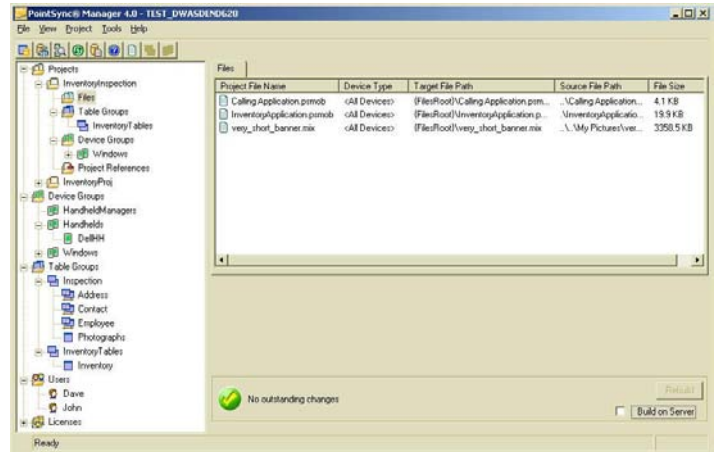 PointSync® Manager 4.0 - TEST_DWASDEND620
File View Project Tools Help
Projects
InventoryInspection
Files
Table Groups
InventoryTables
Device Groups
Windows
Project References
InventoryProj
Device Groups
HandheldManagers
Handhelds
DellHH
Windows
Table Groups
Inspection
Address
Contact
Employee
Photographs
InventoryTables
Inventory
Users
Dave
John
Licenses
Files
Project File Name Device Type Target File Path Source File Path File Size
Calling Application.psmob <All Devices> {FilesRoot}\Calling Application.psm... ..\Calling Application... 4.1 KB
InventoryApplication.psmob <All Devices> {FilesRoot}\InventoryApplication.p... ..\InventoryApplicatio... 19.9 KB
very_short_banner.mix <All Devices> {FilesRoot}\very_short_banner.mix ..\..\My Pictures\ver... 3358.5 KB
No outstanding changes
Rebuild
Build on Server
Ready